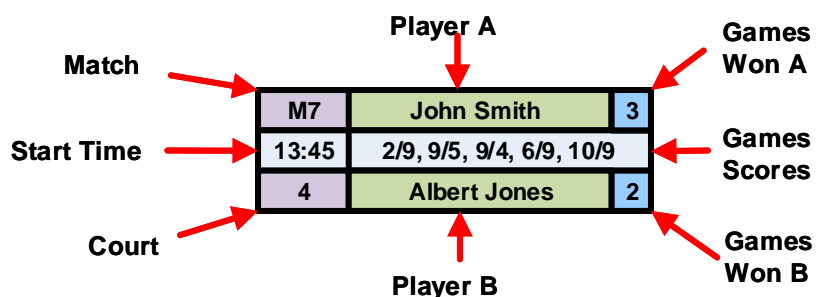 Player A
Games
Won A
Match
M7 John Smith 3
Start Time 13:45 2/9, 9/5, 9/4, 6/9, 10/9 Games
Scores
4 Albert Jones 2
Court
Games
Won B
Player B